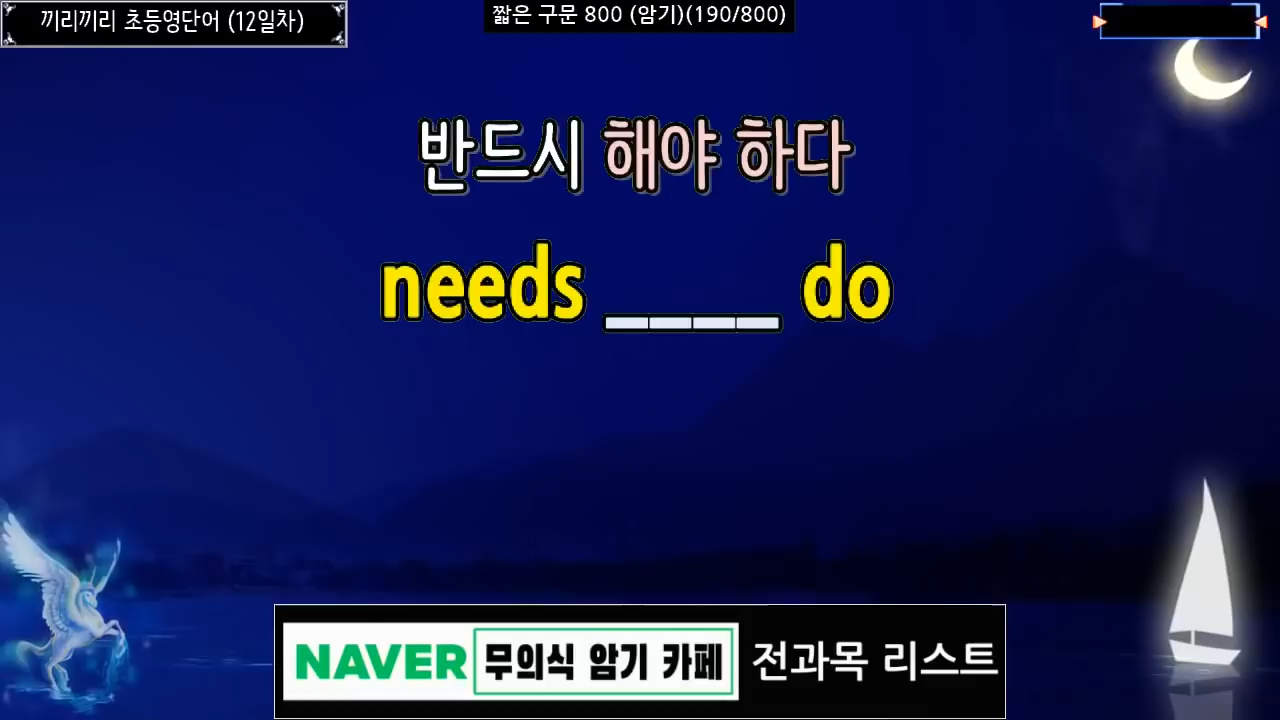 끼리끼리 초등영단어 (12일차)
짧은 구문 800 (암기)(190/800)
반드시 해야 하다
needs ____ do
NAVER 무의식 암기 카페 전과목 리스트